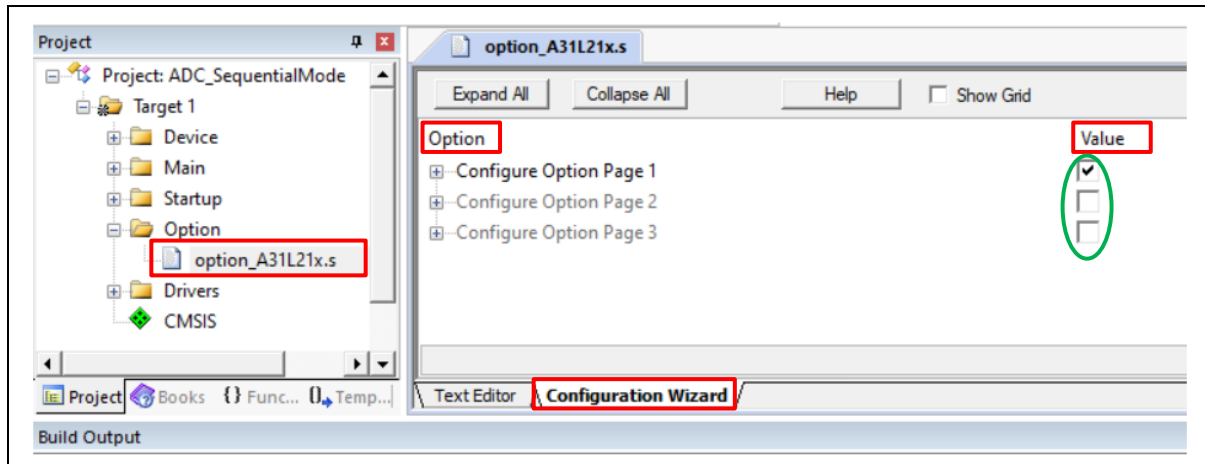 Project
Project: ADC_SequentialMode
Target 1
Device
Main
Startup
Option
option_A31L21x.s
Drivers
CMSIS
Project Books {} Func... 0 Temp...
option_A31L21x.s
Expand All Collapse All Help Show Grid
Option Value
Configure Option Page 1
Configure Option Page 2
Configure Option Page 3
Text Editor Configuration Wizard
Build Output